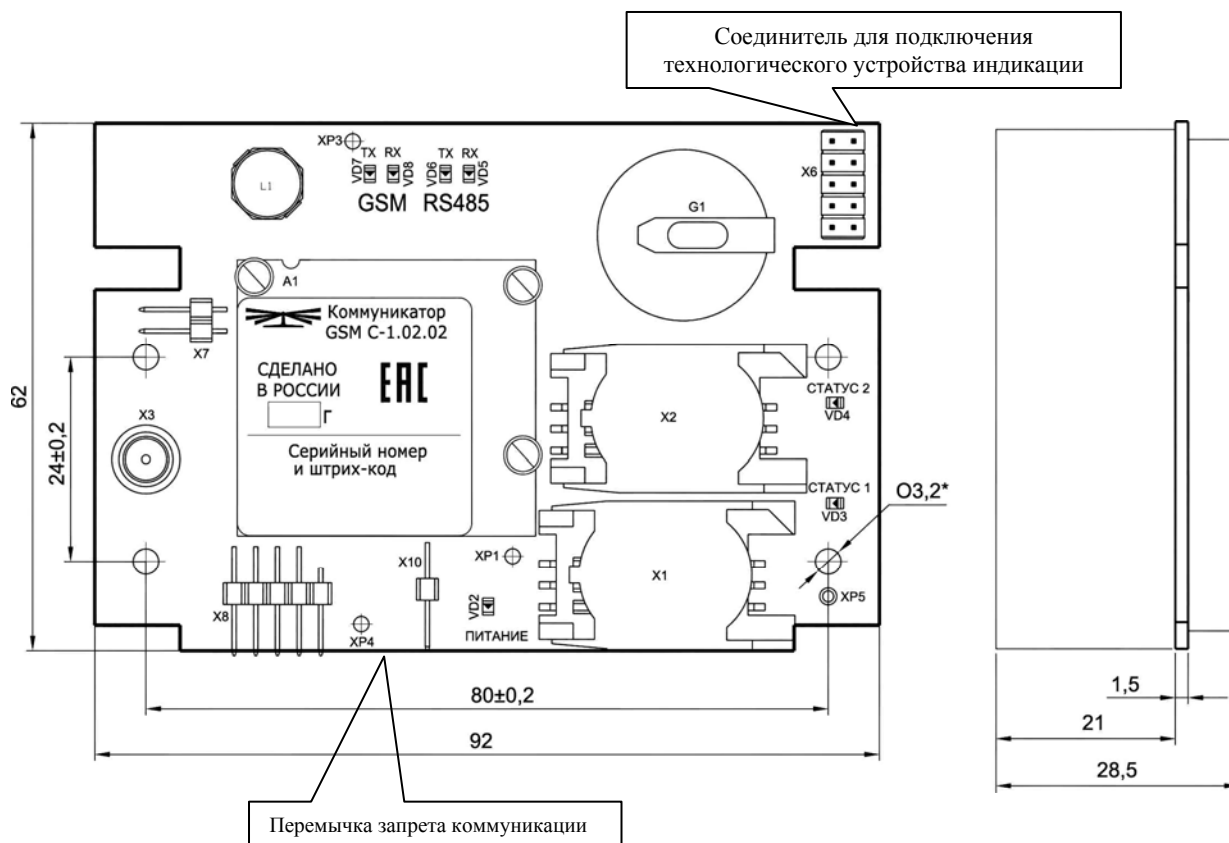 Соединитель для подключения
технологического устройства индикации
XP3
TX RX TX RX
VD7 VD8 VD6 VD5
GSM RS485
L1
G1
X6
A1
Коммуникатор
GSM C-1.02.02
СДЕЛАНО
В РОССИИ
EAC
Г
Серийный номер
и штрих-код
X7
X3
X2
СТАТУС 2
VD4
СТАТУС 1
VD3
O3,2*
62
24±0,2
X10
XP1
X1
X8
XP4
VD2
ПИТАНИЕ
XP5
80±0,2
92
1,5
21
28,5
Перемычка запрета коммуникации